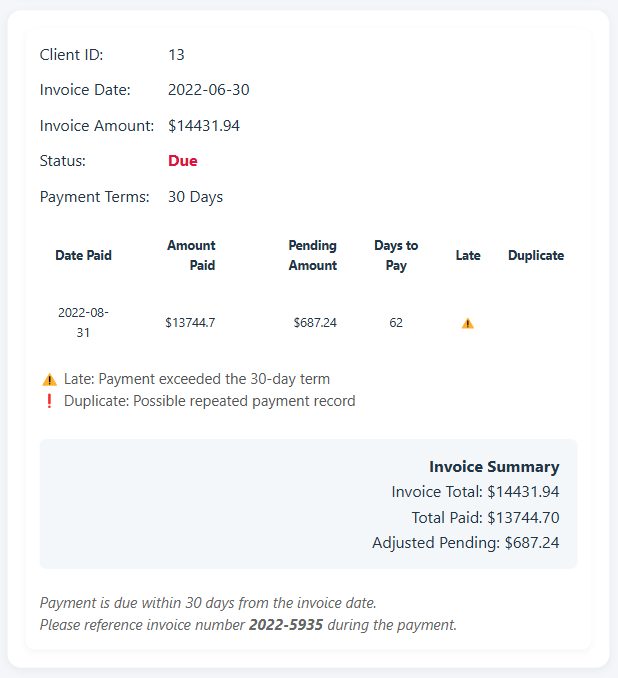 Client ID: 13
Invoice Date: 2022-06-30
Invoice Amount: $14431.94
Status: Due
Payment Terms: 30 Days
Date Paid Amount Paid Pending Amount Days to Pay Late Duplicate
2022-08-31 $13744.7 $687.24 62 ⚠️
⚠️ Late: Payment exceeded the 30-day term
❗ Duplicate: Possible repeated payment record
Invoice Summary
Invoice Total: $14431.94
Total Paid: $13744.70
Adjusted Pending: $687.24
Payment is due within 30 days from the invoice date.
Please reference invoice number 2022-5935 during the payment.